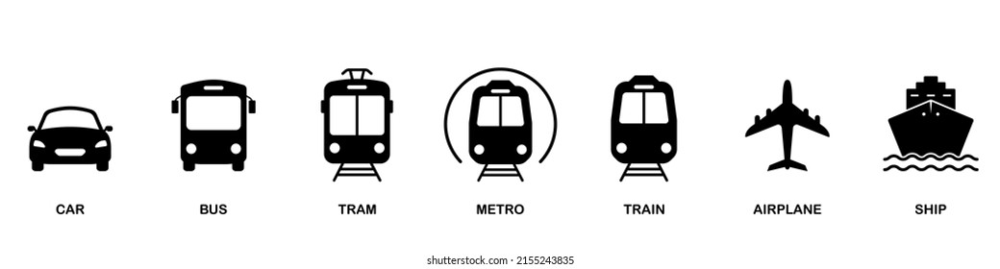 CAR BUS TRAM METRO TRAIN AIRPLANE SHIP
shutterstock.com · 2155243835